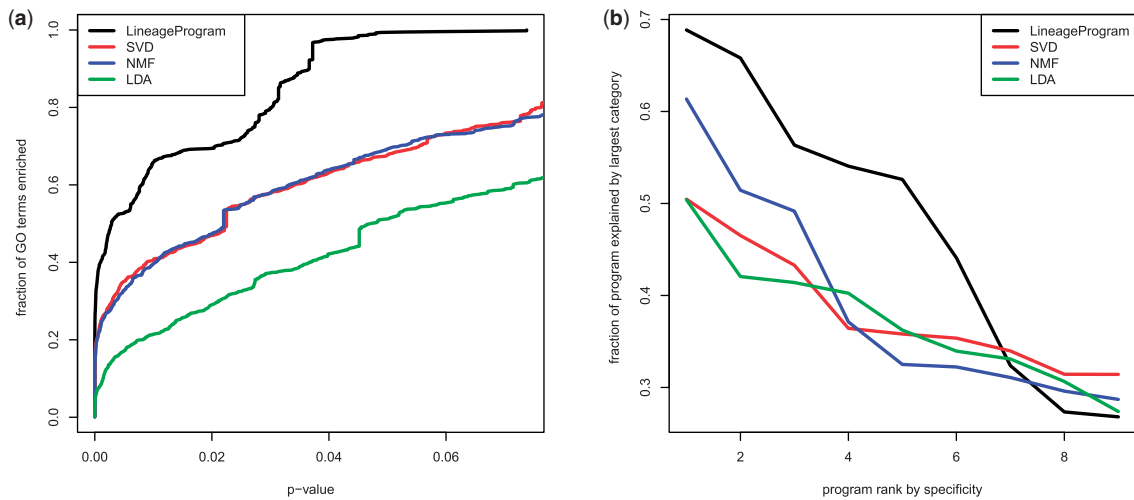 (a)
LineageProgram
SVD
NMF
LDA
fraction of GO terms enriched
1.0
0.8
0.6
0.4
0.2
0.0
0.00
0.02
0.04
0.06
p-value
(b)
LineageProgram
SVD
NMF
LDA
fraction of program explained by largest category
0.7
0.6
0.5
0.4
0.3
2
4
6
8
program rank by specificity